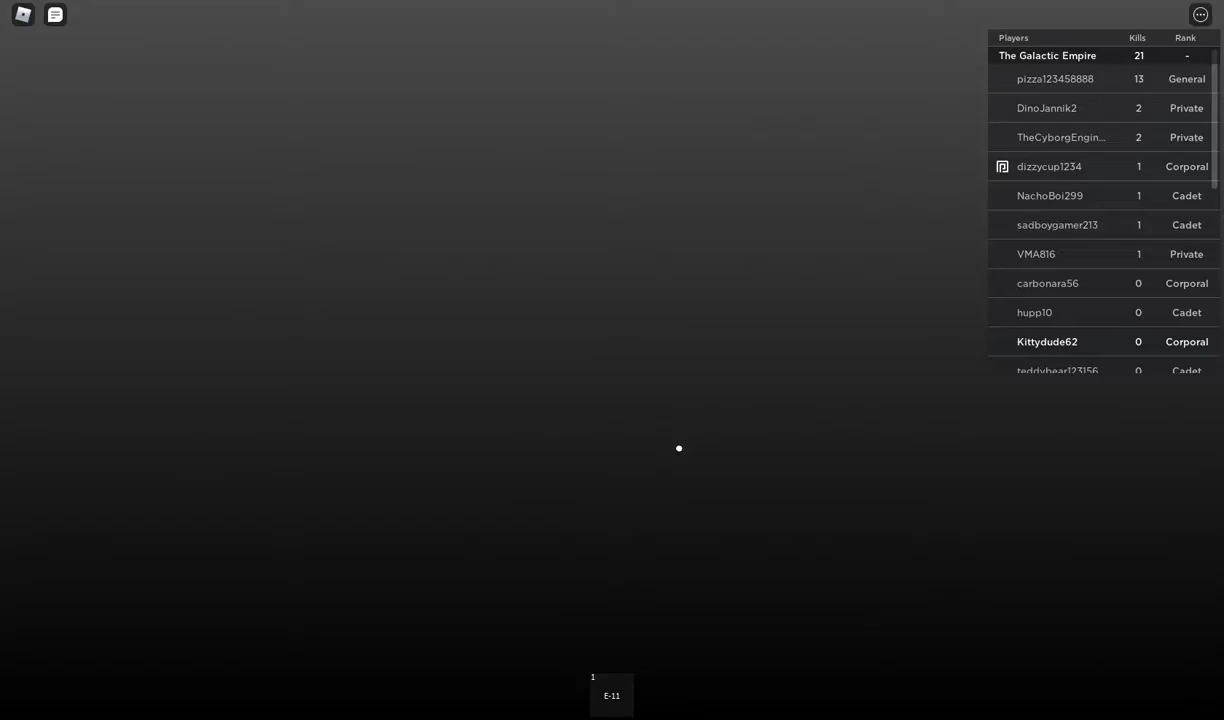 Players Kills Rank
The Galactic Empire 21 -
pizza123458888 13 General
DinoJannik2 2 Private
TheCyborgEngin... 2 Private
dizzycup1234 1 Corporal
NachoBoi299 1 Cadet
sadboygamer213 1 Cadet
VMA816 1 Private
carbonara56 0 Corporal
hupp10 0 Cadet
Kittydude62 0 Corporal
teddybear123156 0 Cadet
1
E-11